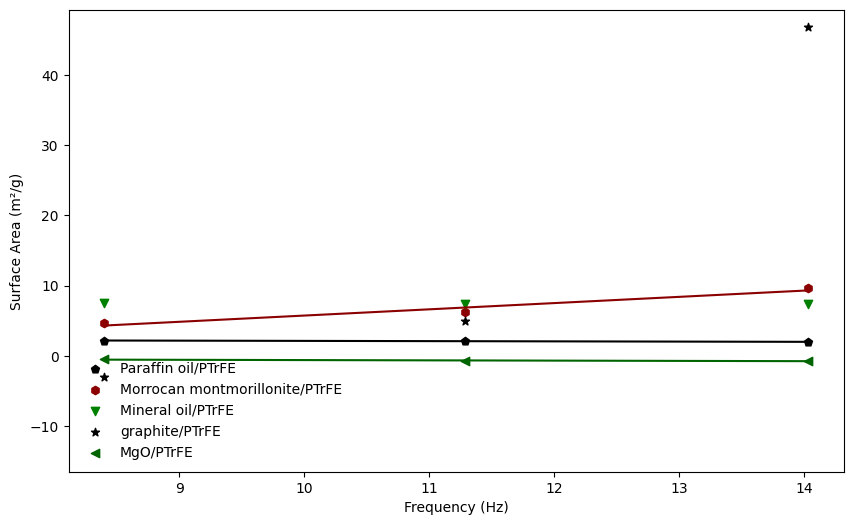 40
30
20
10
0
−10
Surface Area (m²/g)
Paraffin oil/PTrFE
Morrocan montmorillonite/PTrFE
Mineral oil/PTrFE
graphite/PTrFE
MgO/PTrFE
9 10 11 12 13 14
Frequency (Hz)